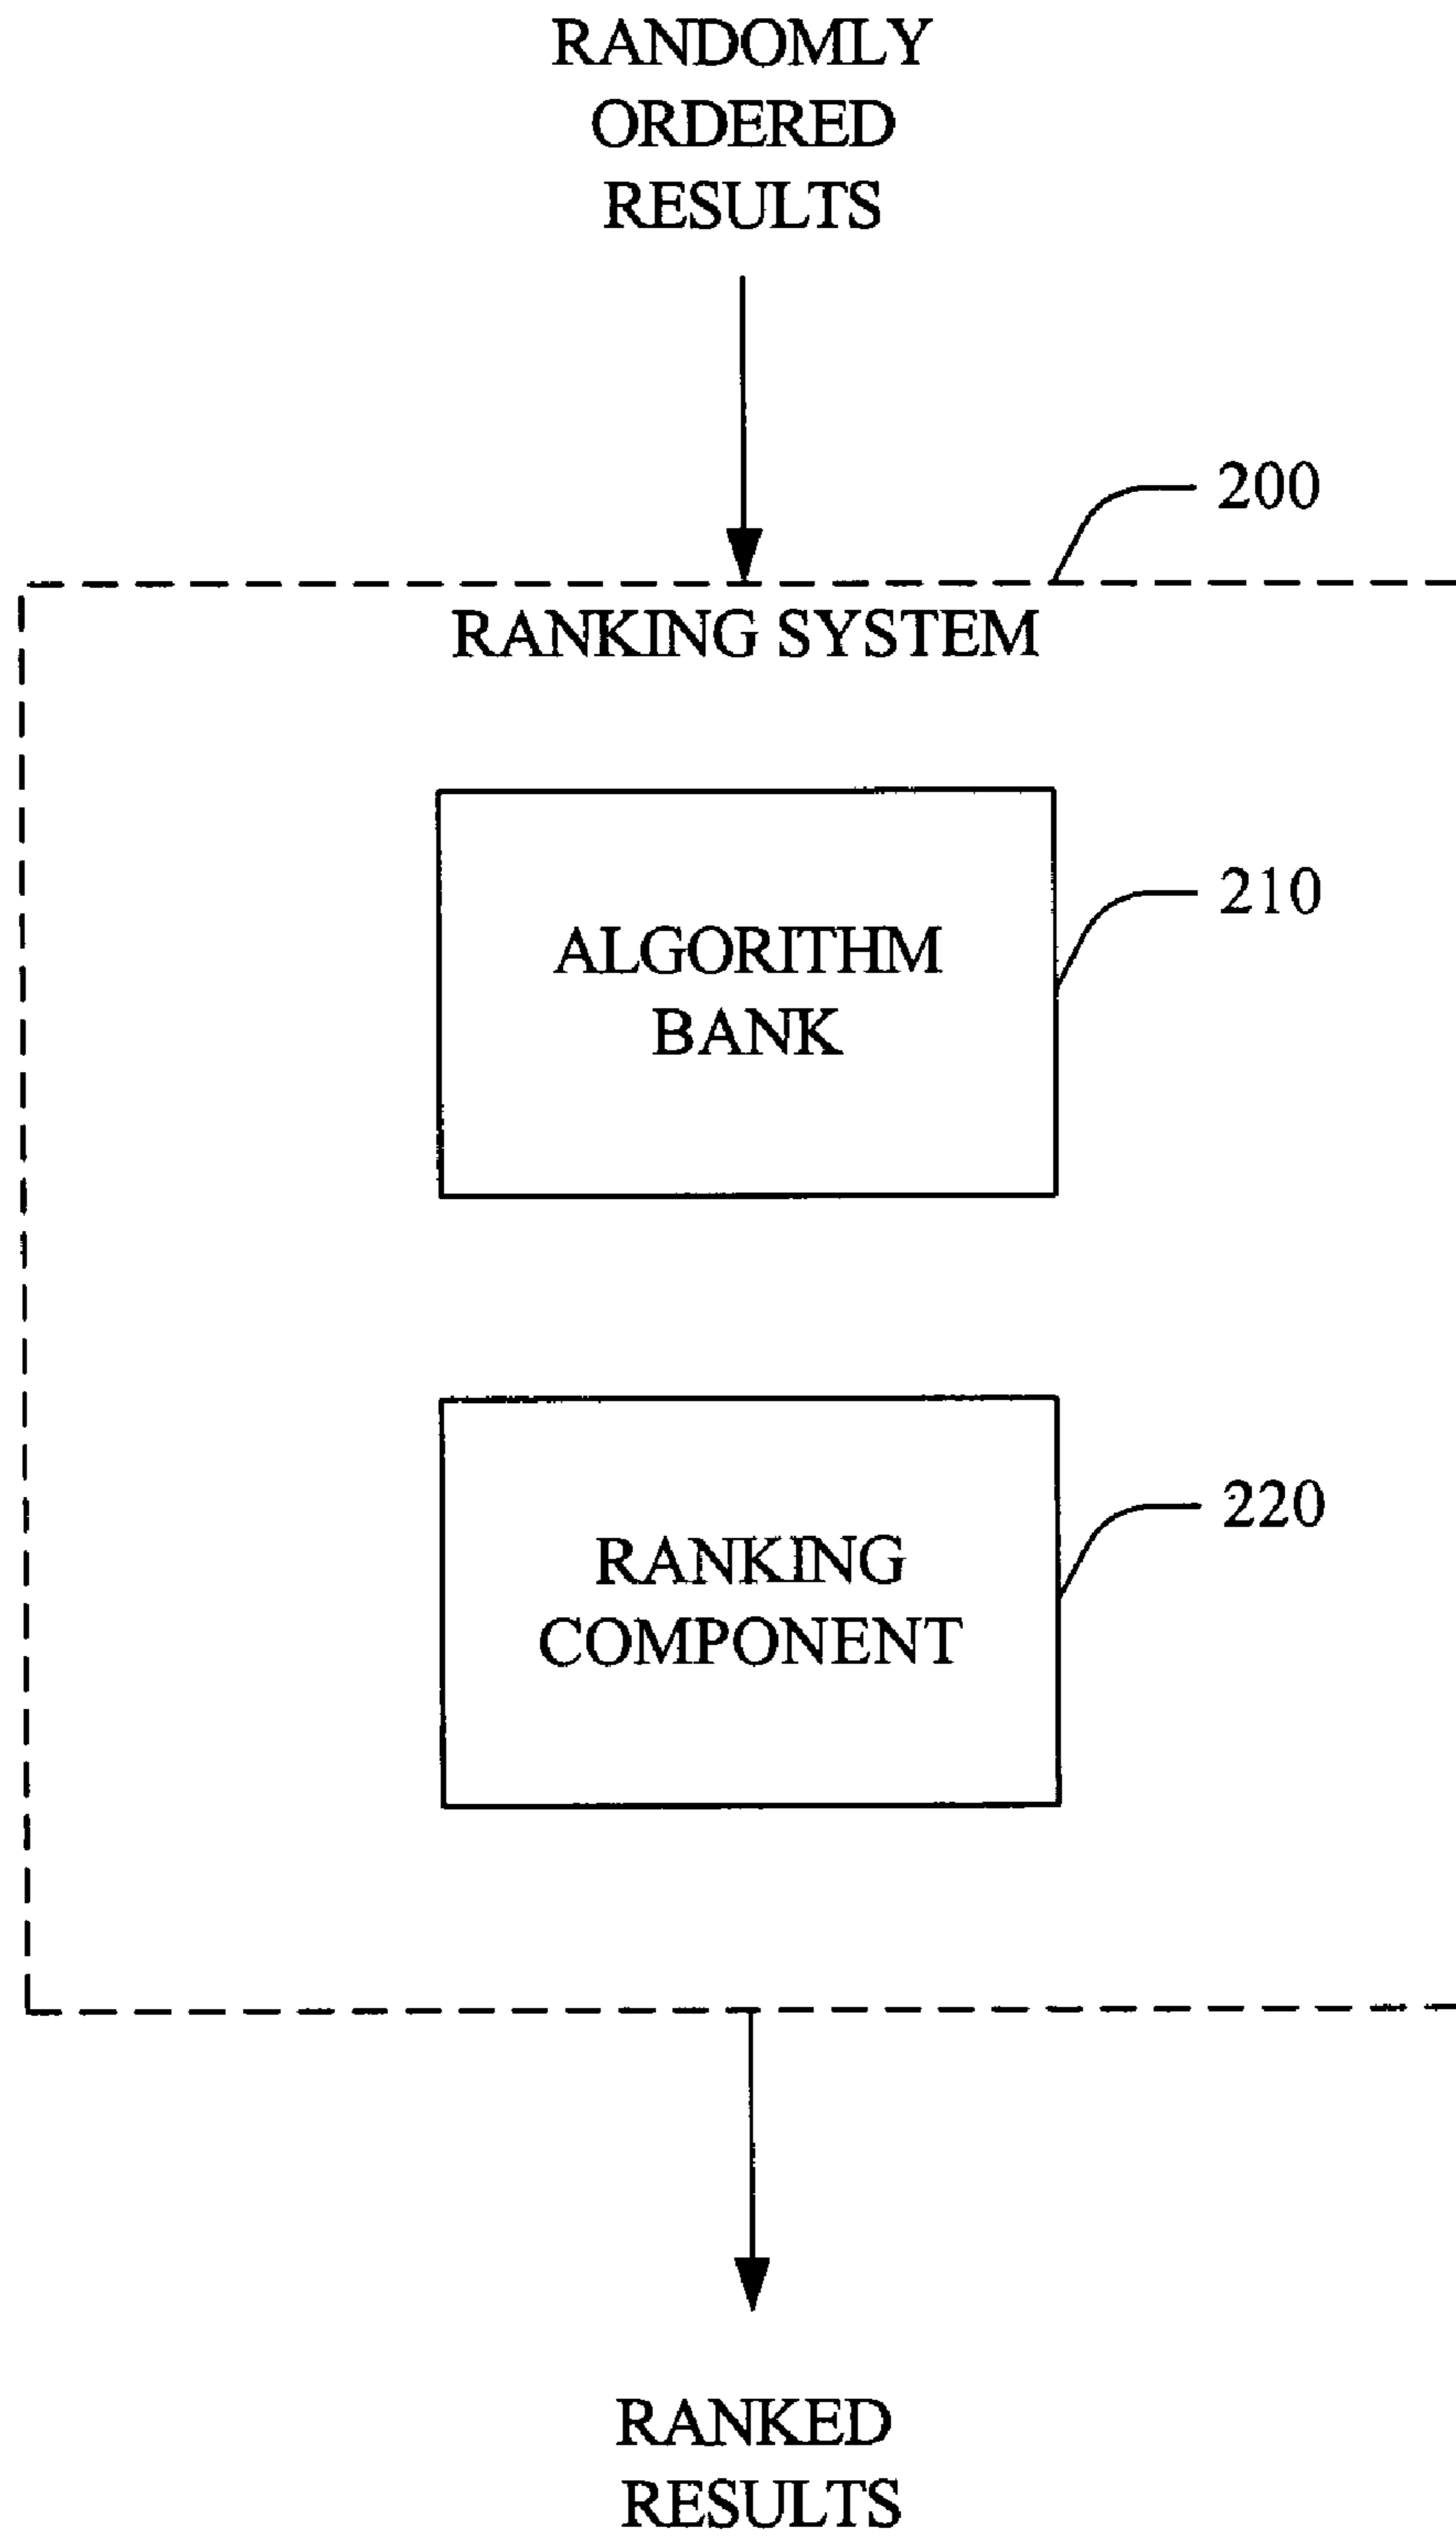 RANDOMLY
ORDERED
RESULTS
200
RANKING SYSTEM
210
ALGORITHM
BANK
220
RANKING
COMPONENT
RANKED
RESULTS